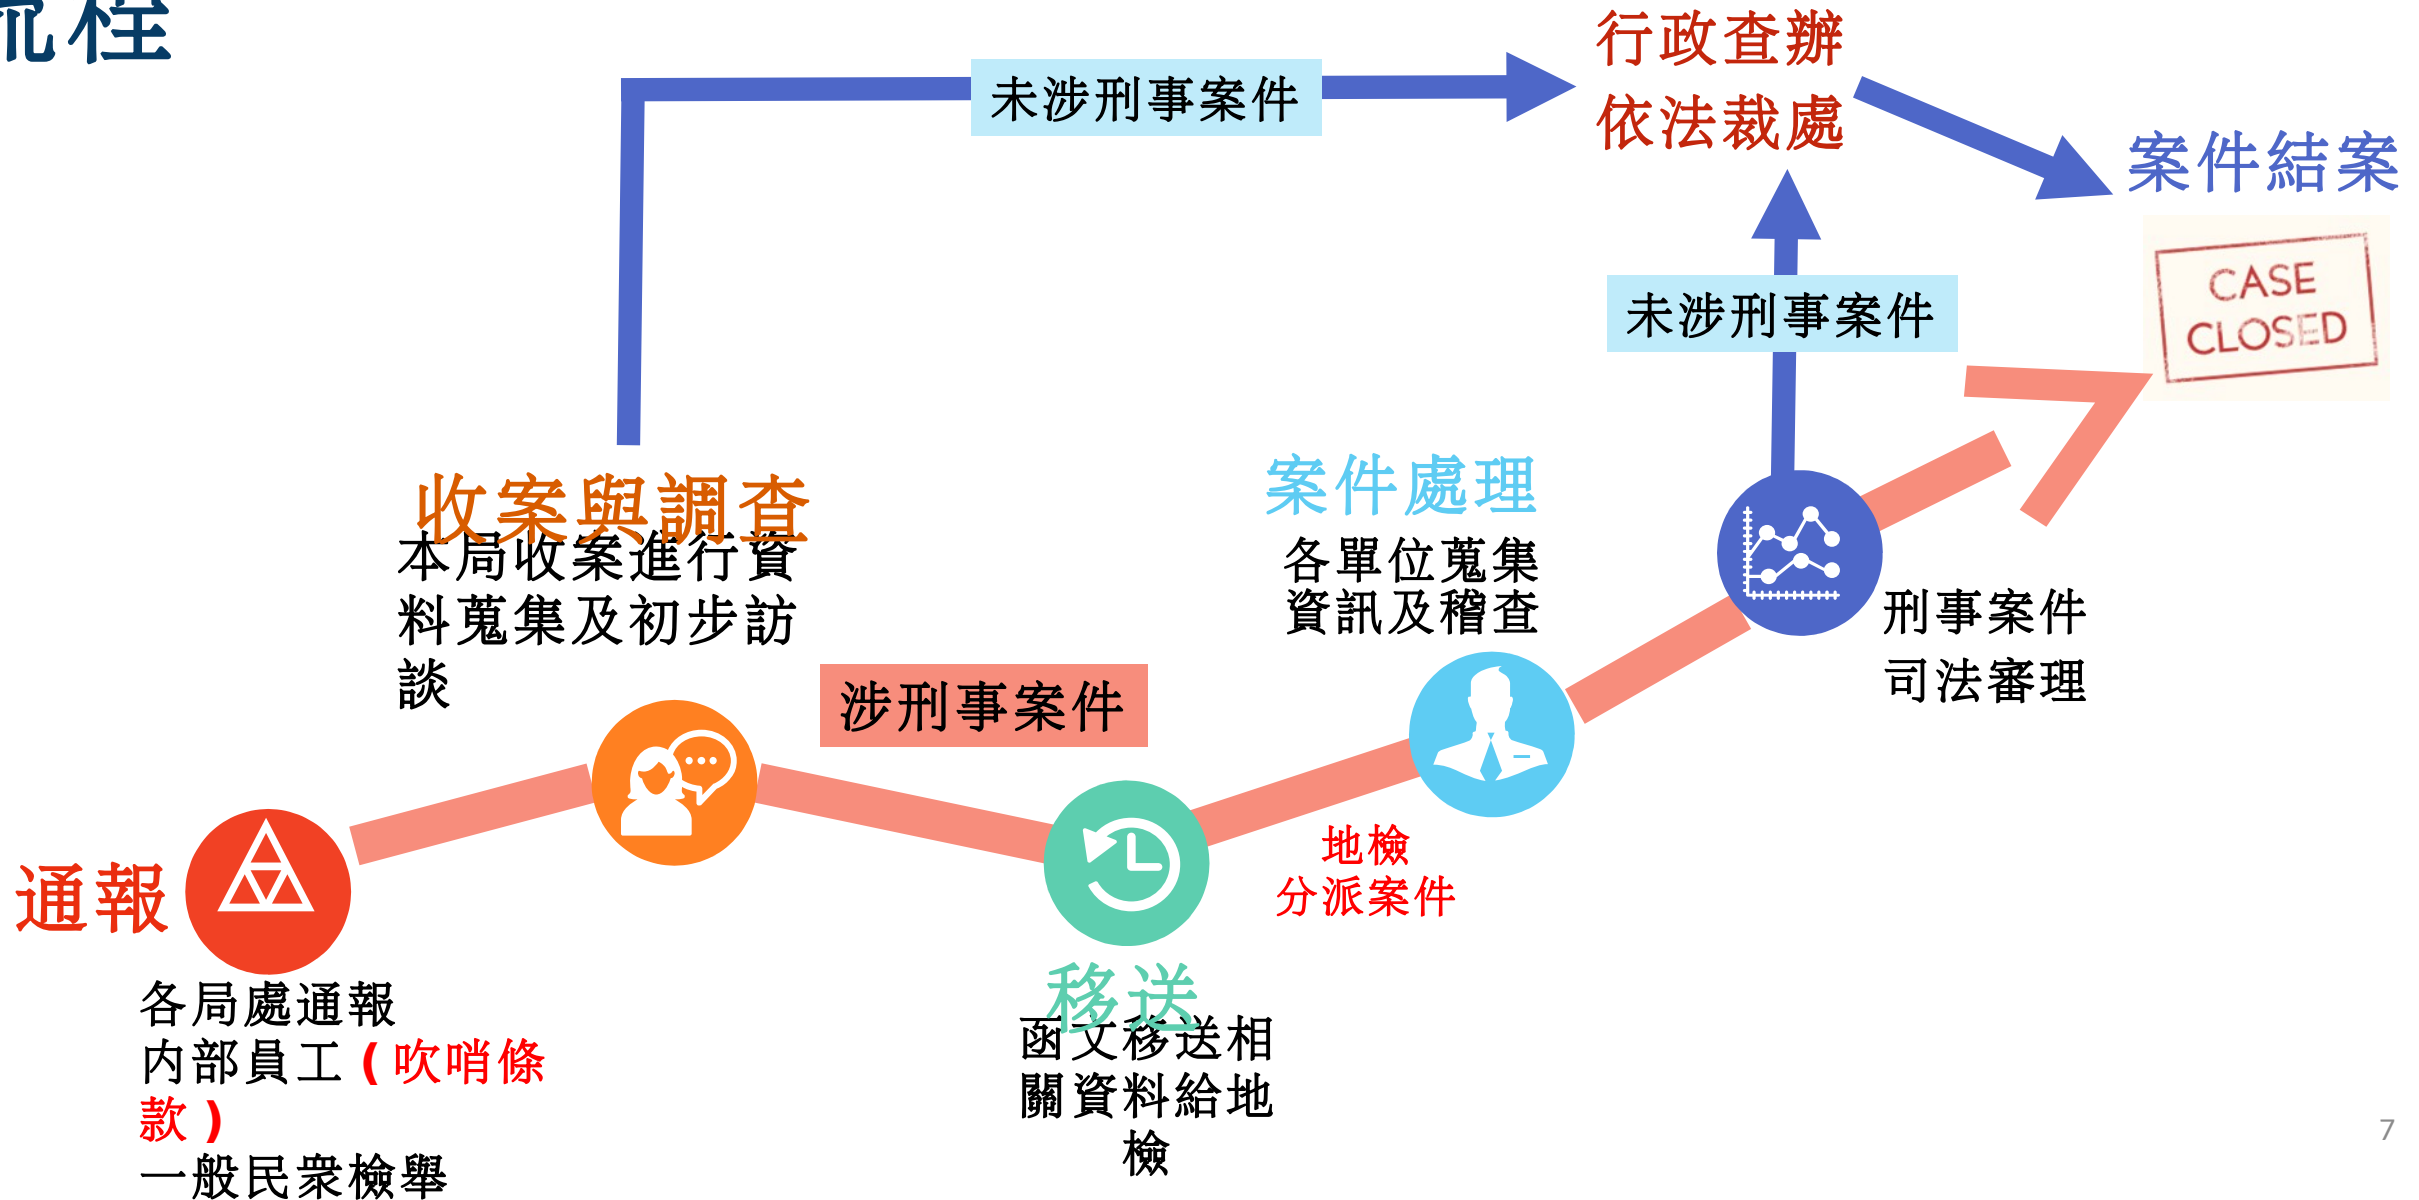 流程
未涉刑事案件
行政查辦
依法裁處
案件結案
CASE
CLOSED
未涉刑事案件
收案與調查
本局收案進行資
料蒐集及初步訪
談
案件處理
各單位蒐集
資訊及稽查
刑事案件
司法審理
涉刑事案件
地檢
分派案件
通報
各局處通報
內部員工(吹哨條
款)
一般民眾檢舉
移送
函文移送相
關資料給地
檢
7